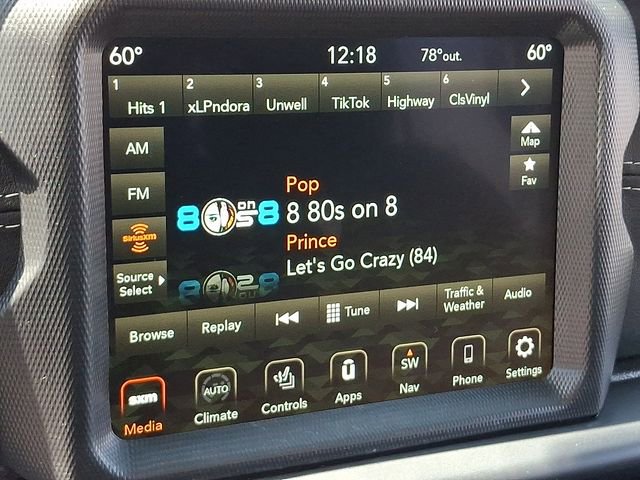 60° 12:18 78°out. 60°
1 Hits 1 2 xLPndora 3 Unwell 4 TikTok 5 Highway 6 ClsVinyl
AM
FM
SiriusXM
Source
Select
Map
Fav
8 on 8
Pop
8 80s on 8
Prince
Let's Go Crazy (84)
Browse Replay Tune Traffic &
Weather Audio
sxm AUTO SW
Media Climate Controls Apps Nav Phone Settings